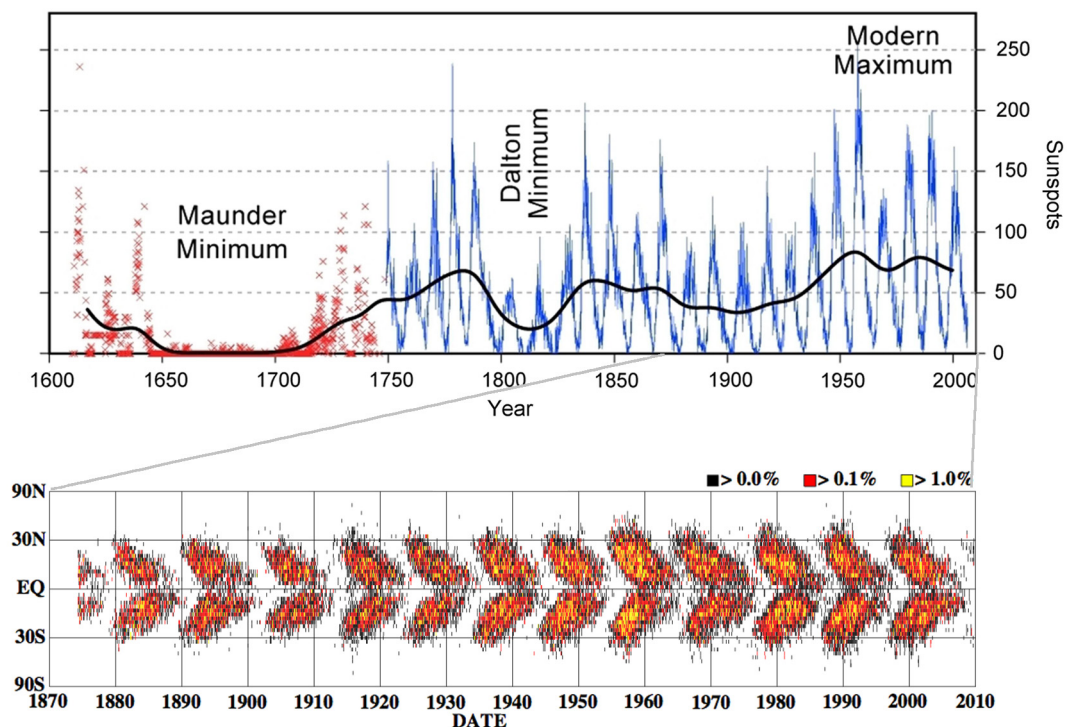 Modern
Maximum
Dalton
Minimum
Maunder
Minimum
250
200
150
100
50
0
Sunspots
1600 1650 1700 1750 1800 1850 1900 1950 2000
Year
> 0.0% > 0.1% > 1.0%
90N
30N
EQ
30S
90S
1870 1880 1890 1900 1910 1920 1930 1940 1950 1960 1970 1980 1990 2000 2010
DATE